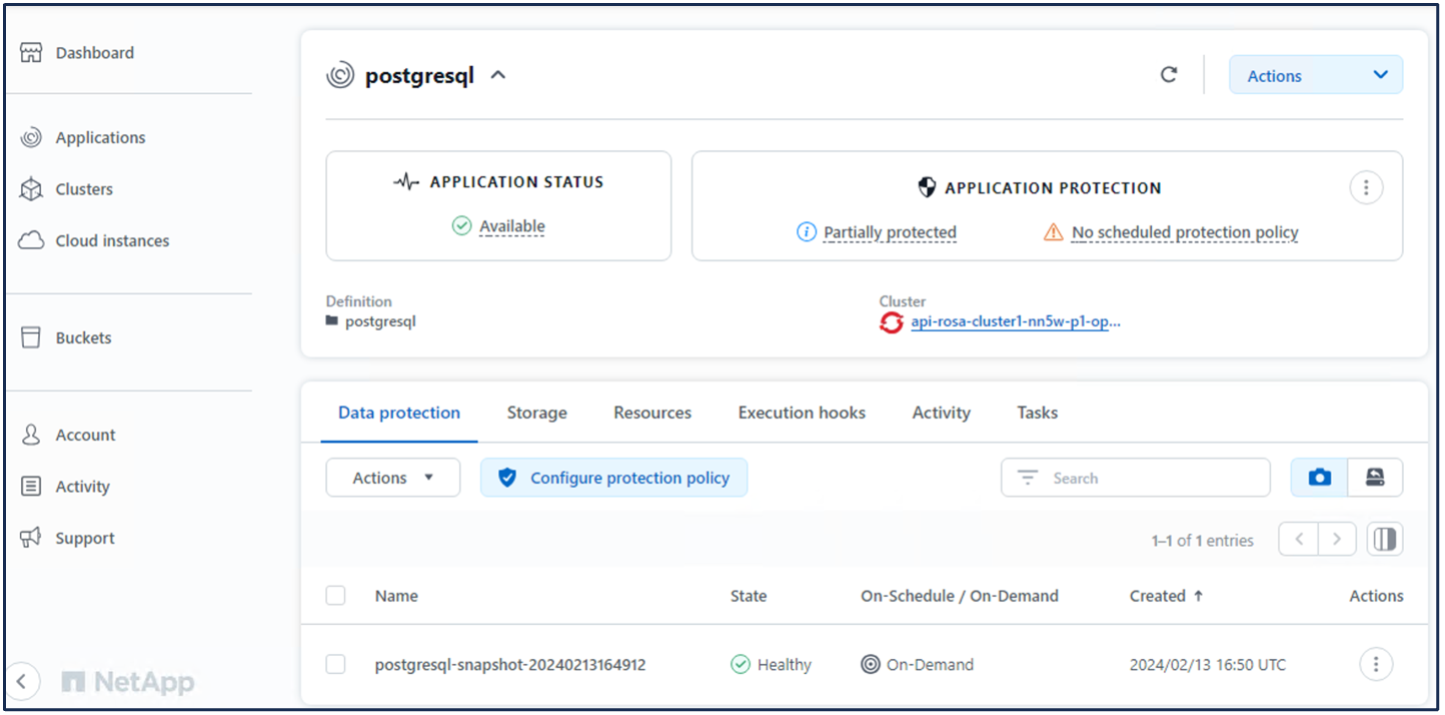 Dashboard
Applications
Clusters
Cloud instances
Buckets
Account
Activity
Support
NetApp
postgresql
Actions
APPLICATION STATUS
Available
APPLICATION PROTECTION
Partially protected
No scheduled protection policy
Definition
postgresql
Cluster
api-rosa-cluster1-nn5w-p1-op...
Data protection Storage Resources Execution hooks Activity Tasks
Actions Configure protection policy Search
1–1 of 1 entries
Name State On-Schedule / On-Demand Created ↑ Actions
postgresql-snapshot-20240213164912 Healthy On-Demand 2024/02/13 16:50 UTC